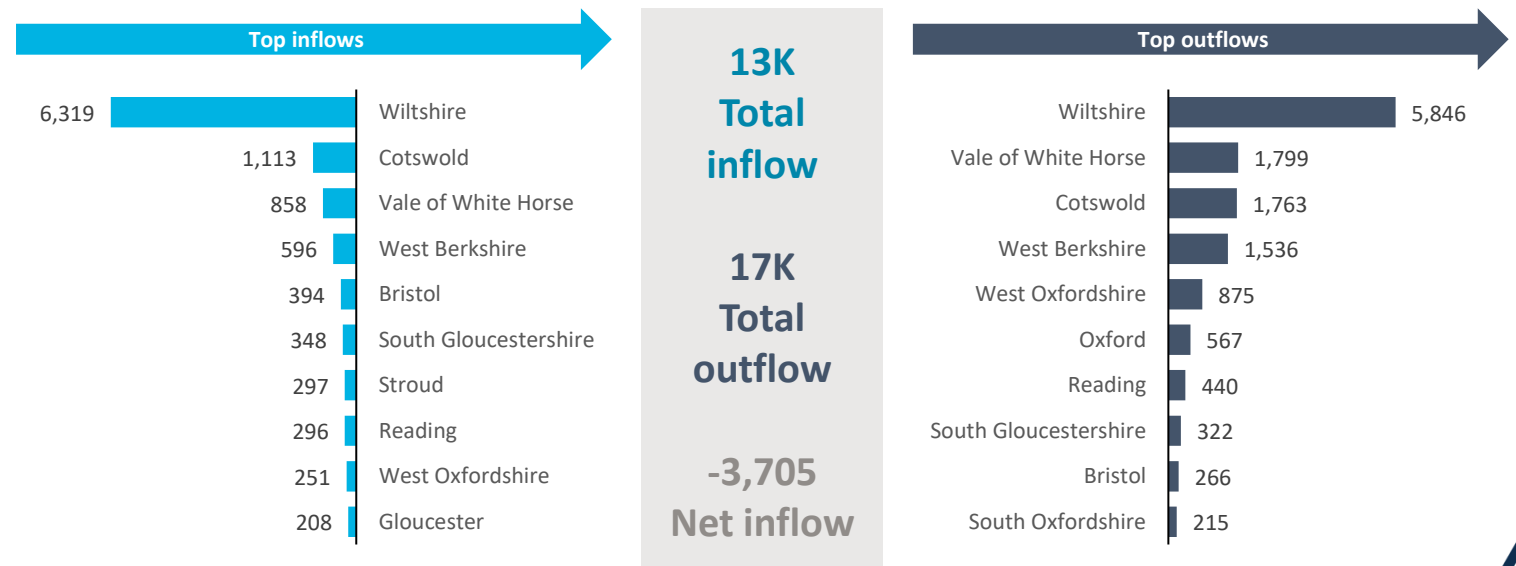 Top inflows
6,319 Wiltshire
1,113 Cotswold
858 Vale of White Horse
596 West Berkshire
394 Bristol
348 South Gloucestershire
297 Stroud
296 Reading
251 West Oxfordshire
208 Gloucester
13K
Total
inflow
17K
Total
outflow
-3,705
Net inflow
Top outflows
Wiltshire 5,846
Vale of White Horse 1,799
Cotswold 1,763
West Berkshire 1,536
West Oxfordshire 875
Oxford 567
Reading 440
South Gloucestershire 322
Bristol 266
South Oxfordshire 215